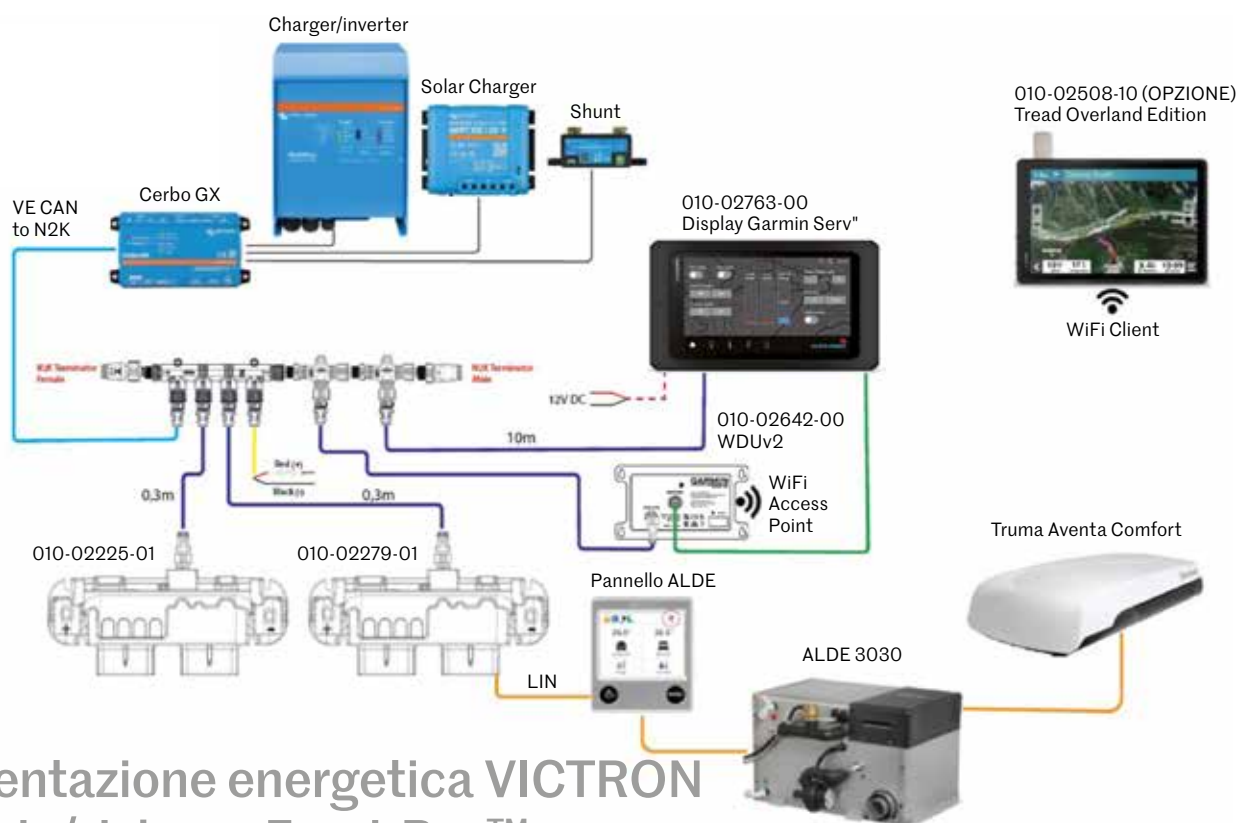 Charger/inverter
Solar Charger
Shunt
010-02508-10 (OPZIONE)
Tread Overland Edition
Cerbo GX
VE CAN
to N2K
010-02763-00
Display Garmin Serv"
WiFi Client
Terminator
Female
Terminator
Male
12V DC
10m
010-02642-00
WDUv2
Red (+)
Black (-)
0,3m
0,3m
GARMIN
WiFi
Access
Point
010-02225-01
010-02279-01
Truma Aventa Comfort
Pannello ALDE
LIN
ALDE 3030
entazione energetica VICTRON